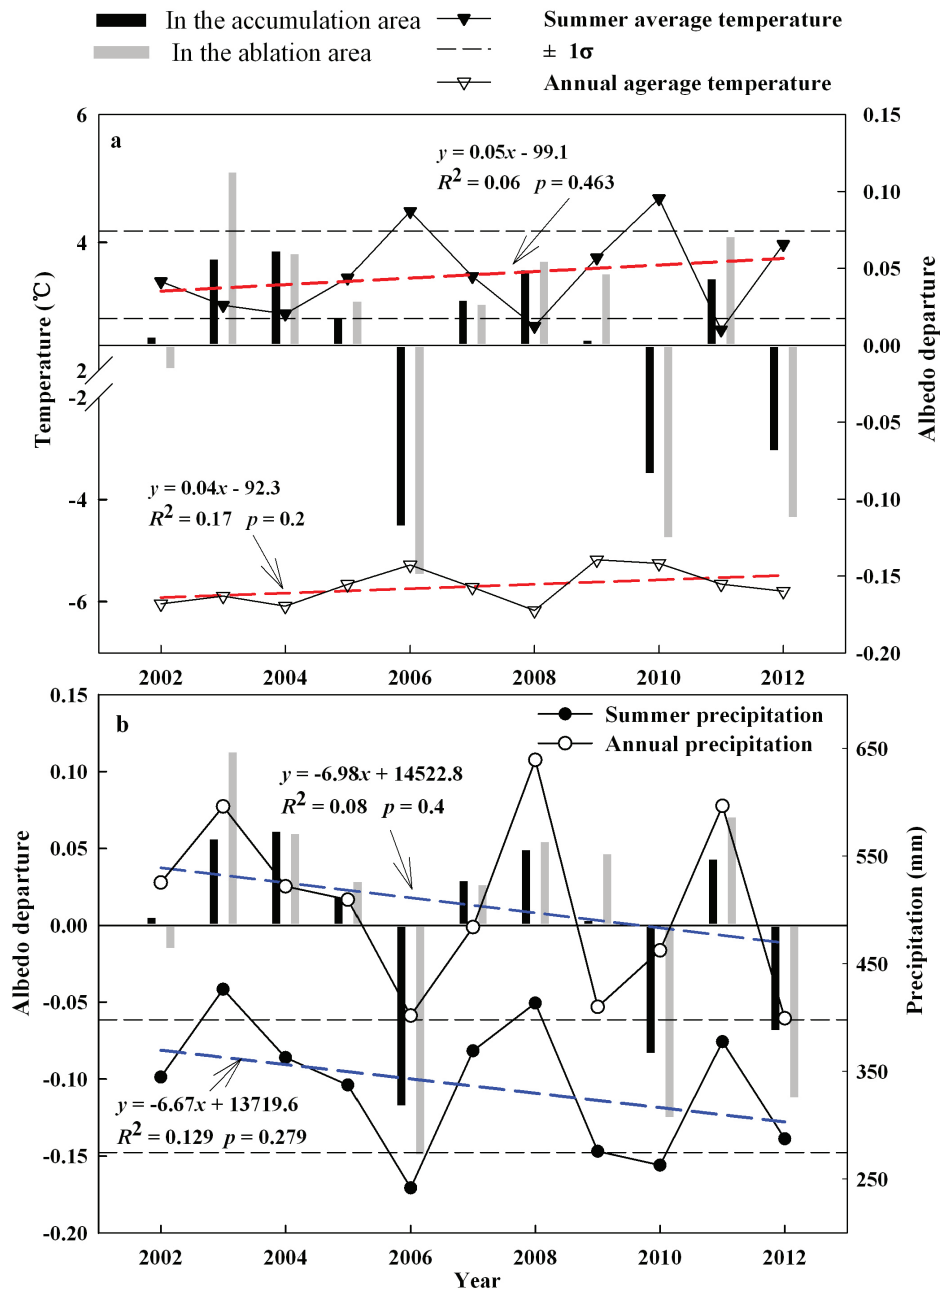 In the accumulation area
In the ablation area
Summer average temperature
± 1σ
Annual agerage temperature
a
6
4
2
-2
-4
-6
Temperature (℃)
y = 0.05x - 99.1
R² = 0.06 p = 0.463
y = 0.04x - 92.3
R² = 0.17 p = 0.2
0.15
0.10
0.05
0.00
-0.05
-0.10
-0.15
-0.20
Albedo departure
2002 2004 2006 2008 2010 2012
b
Summer precipitation
Annual precipitation
0.15
0.10
0.05
0.00
-0.05
-0.10
-0.15
-0.20
Albedo departure
y = -6.98x + 14522.8
R² = 0.08 p = 0.4
y = -6.67x + 13719.6
R² = 0.129 p = 0.279
650
550
450
350
250
Precipitation (mm)
2002 2004 2006 2008 2010 2012
Year